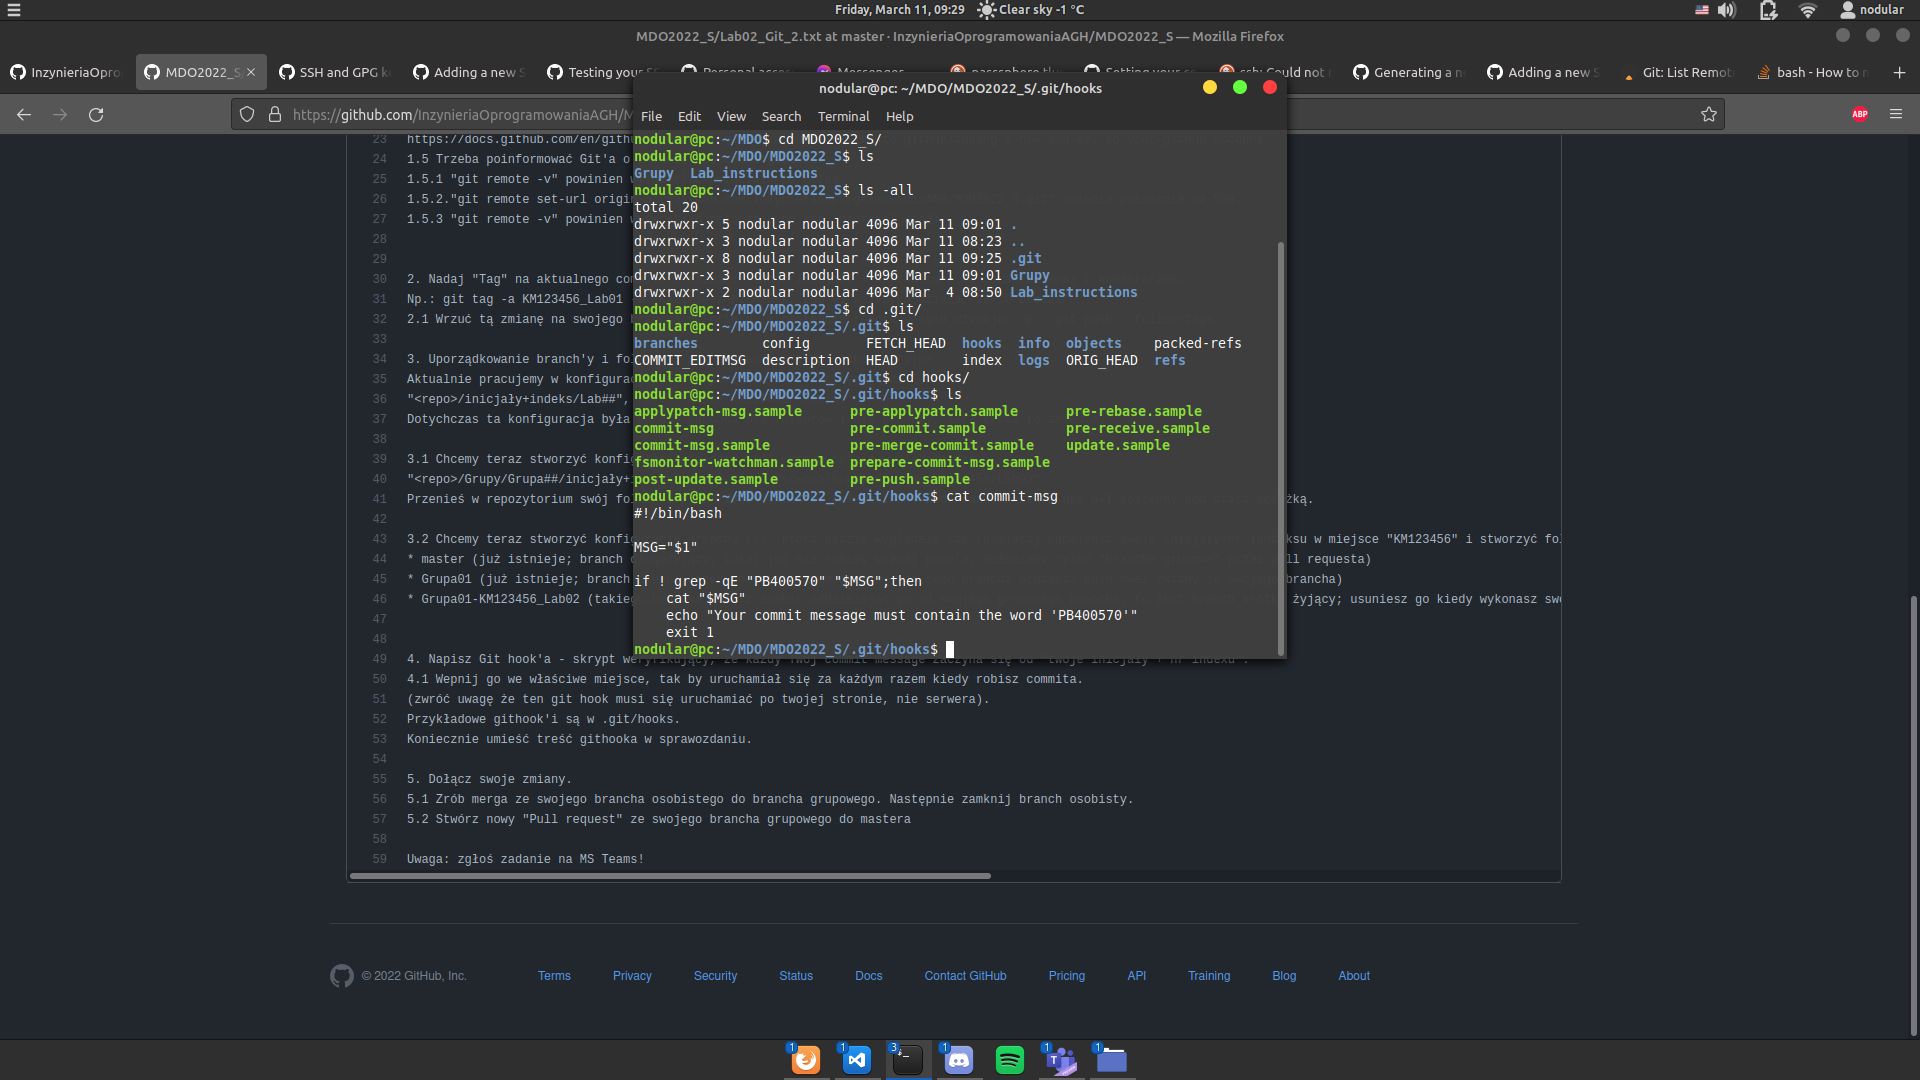 Friday, March 11, 09:29 Clear sky -1 °C
nodular
MDO2022_S/Lab02_Git_2.txt at master · InzynieriaOprogramowaniaAGH/MDO2022_S — Mozilla Firefox
InzynieriaOpro
MDO2022_S
SSH and GPG k
Adding a new S
Testing your
Messenger
Setting your
ssh: Could not
Generating a n
Adding a new S
Git: List Remot
bash - How to
https://github.com/InzynieriaOprogramowaniaAGH/M
ABP
nodular@pc: ~/MDO/MDO2022_S/.git/hooks
File Edit View Search Terminal Help
nodular@pc:~/MDO$ cd MDO2022_S/
nodular@pc:~/MDO/MDO2022_S$ ls
Grupy  Lab_instructions
nodular@pc:~/MDO/MDO2022_S$ ls -all
total 20
drwxrwxr-x 5 nodular nodular 4096 Mar 11 09:01 .
drwxrwxr-x 3 nodular nodular 4096 Mar 11 08:23 ..
drwxrwxr-x 8 nodular nodular 4096 Mar 11 09:25 .git
drwxrwxr-x 3 nodular nodular 4096 Mar 11 09:01 Grupy
drwxrwxr-x 2 nodular nodular 4096 Mar  4 08:50 Lab_instructions
nodular@pc:~/MDO/MDO2022_S$ cd .git/
nodular@pc:~/MDO/MDO2022_S/.git$ ls
branches        config       FETCH_HEAD  hooks  info  objects    packed-refs
COMMIT_EDITMSG  description  HEAD        index  logs  ORIG_HEAD  refs
nodular@pc:~/MDO/MDO2022_S/.git$ cd hooks/
nodular@pc:~/MDO/MDO2022_S/.git/hooks$ ls
applypatch-msg.sample      pre-applypatch.sample      pre-rebase.sample
commit-msg                 pre-commit.sample          pre-receive.sample
commit-msg.sample          pre-merge-commit.sample    update.sample
fsmonitor-watchman.sample  prepare-commit-msg.sample
post-update.sample         pre-push.sample
nodular@pc:~/MDO/MDO2022_S/.git/hooks$ cat commit-msg
#!/bin/bash
MSG="$1"
if ! grep -qE "PB400570" "$MSG";then
    cat "$MSG"
    echo "Your commit message must contain the word 'PB400570'"
    exit 1
nodular@pc:~/MDO/MDO2022_S/.git/hooks$
23 https://docs.github.com/en/gith
24 1.5 Trzeba poinformować Git'a o
25 1.5.1 "git remote -v" powinien w
26 1.5.2."git remote set-url origin
27 1.5.3 "git remote -v" powinien w
28
29
30 2. Nadaj "Tag" na aktualnego com
31 Np.: git tag -a KM123456_Lab01
32 2.1 Wrzuć tą zmianę na swojego
33
34 3. Uporządkowanie branch'y i fo
35 Aktualnie pracujemy w konfigurac
36 "<repo>/inicjały+indeks/Lab##",
37 Dotychczas ta konfiguracja była
38
39 3.1 Chcemy teraz stworzyć konfig
40 "<repo>/Grupy/Grupa##/inicjały+
41 Przenieś w repozytorium swój fo żką.
42
43 3.2 Chcemy teraz stworzyć konfig ksu w miejsce "KM123456" i stworzyć fol
44 * master (już istnieje; branch ll requesta)
45 * Grupa01 (już istnieje; branch brancha)
46 * Grupa01-KM123456_Lab02 (takieg żyjący; usuniesz go kiedy wykonasz swo
47
48
49 4. Napisz Git hook'a - skrypt weryfikujący, że każdy Twój commit message zaczyna się od "twoje inicjały i nr indexu".
50 4.1 Wepnij go we właściwe miejsce, tak by uruchamiał się za każdym razem kiedy robisz commita.
51 (zwróć uwagę że ten git hook musi się uruchamiać po twojej stronie, nie serwera).
52 Przykładowe githook'i są w .git/hooks.
53 Koniecznie umieść treść githooka w sprawozdaniu.
54
55 5. Dołącz swoje zmiany.
56 5.1 Zrób merga ze swojego brancha osobistego do brancha grupowego. Następnie zamknij branch osobisty.
57 5.2 Stwórz nowy "Pull request" ze swojego brancha grupowego do mastera
58
59 Uwaga: zgłoś zadanie na MS Teams!
© 2022 GitHub, Inc. Terms Privacy Security Status Docs Contact GitHub Pricing API Training Blog About
1 1 3 1 1 1